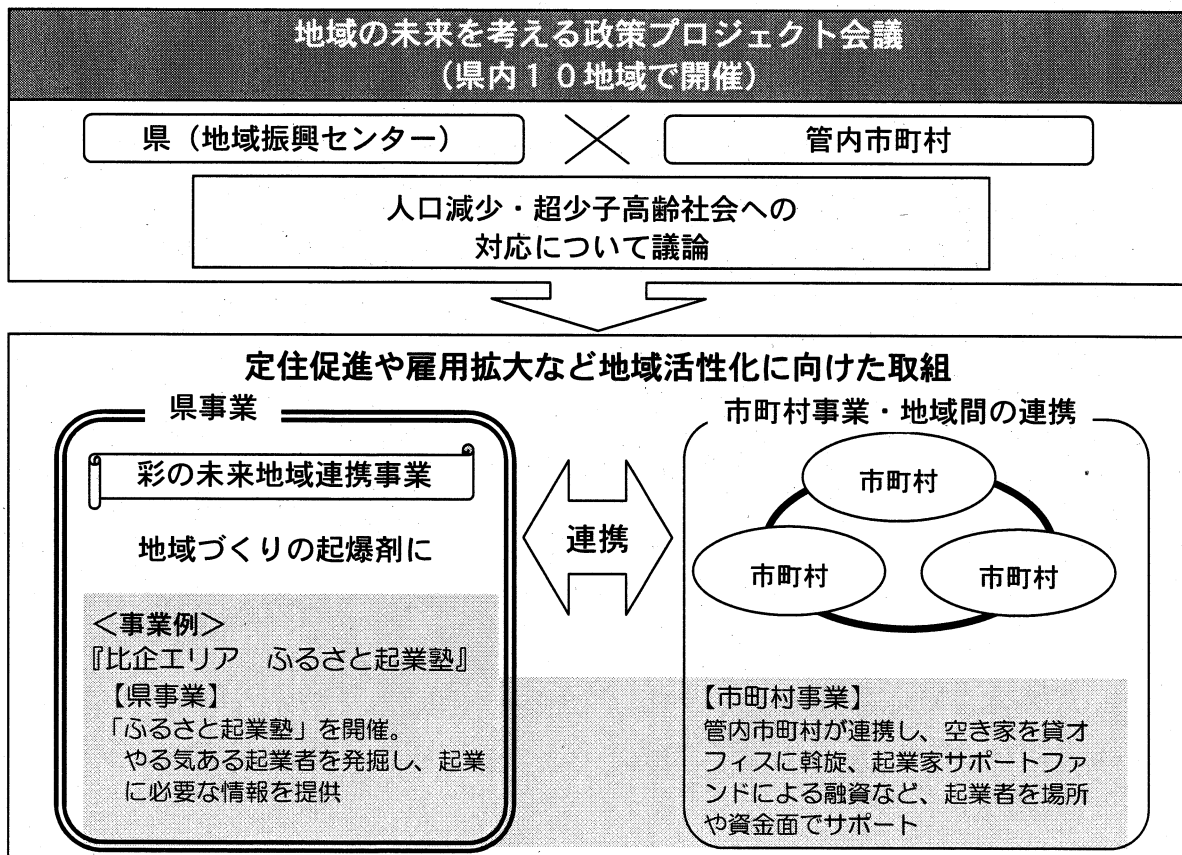 地域の未来を考える政策プロジェクト会議
（県内１０地域で開催）
県（地域振興センター）
管内市町村
人口減少・超少子高齢社会への
対応について議論
定住促進や雇用拡大など地域活性化に向けた取組
県事業
彩の未来地域連携事業
地域づくりの起爆剤に
＜事業例＞
『比企エリア　ふるさと起業塾』
【県事業】
「ふるさと起業塾」を開催。
やる気ある起業者を発掘し、起業
に必要な情報を提供
連携
市町村事業・地域間の連携
市町村
市町村
市町村
【市町村事業】
管内市町村が連携し、空き家を貸オ
フィスに斡旋、起業家サポートファ
ンドによる融資など、起業者を場所
や資金面でサポート